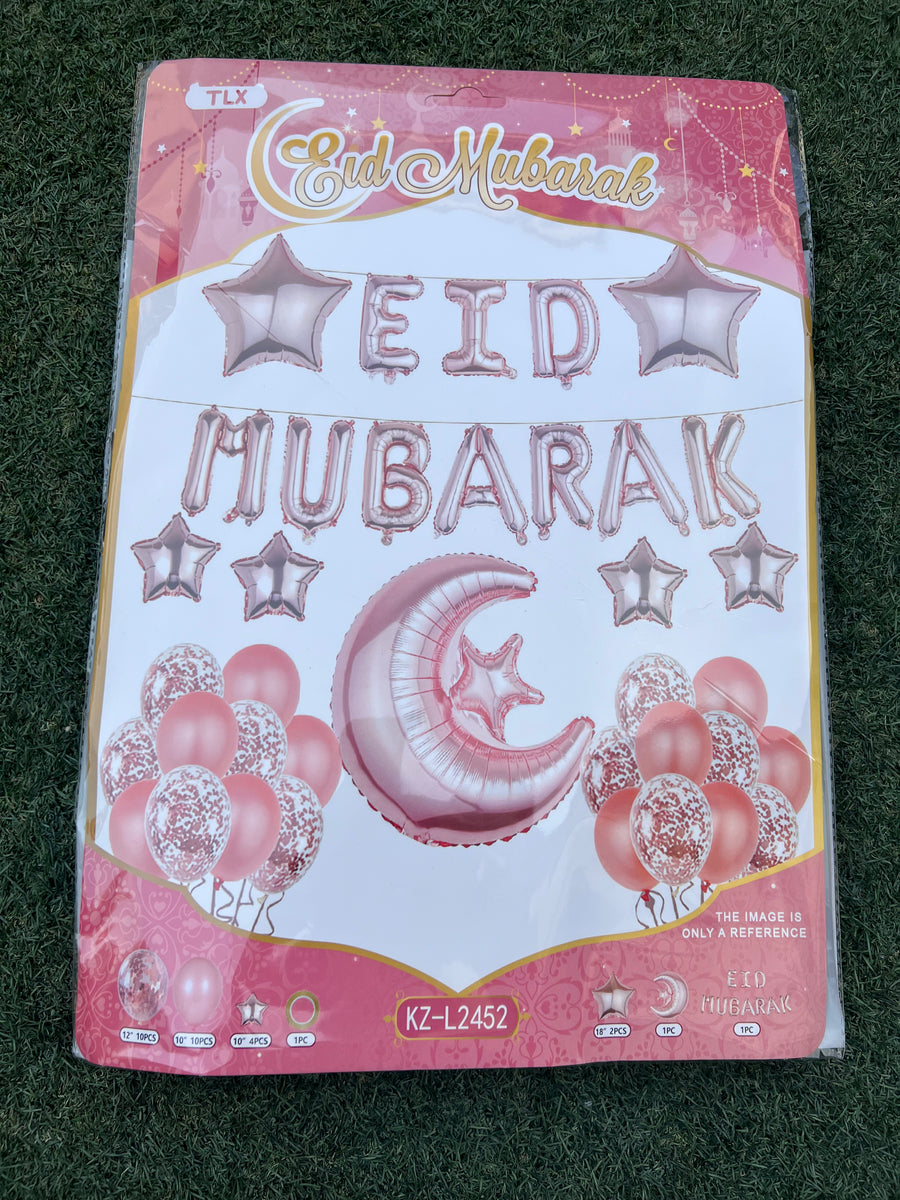 TLX
Eid Mubarak
EID
MUBARAK
THE IMAGE IS
ONLY A REFERENCE
KZ-L2452
12" 10PCS
10" 10PCS
10" 4PCS
1PC
18" 2PCS
1PC
EID
MUBARAK
1PC